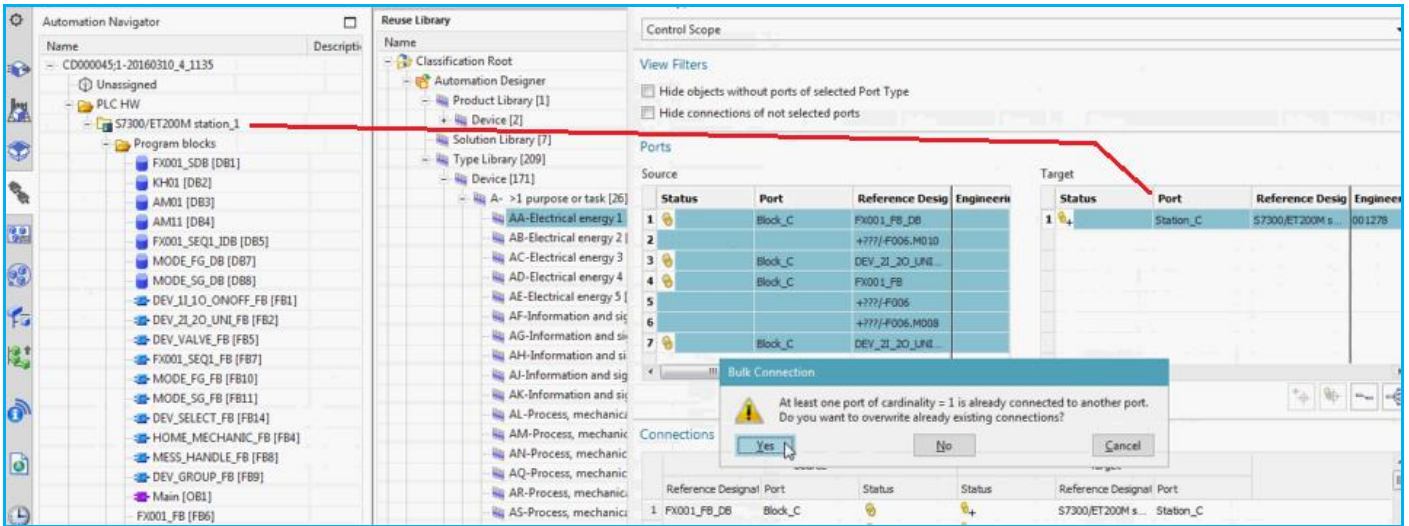 Automation Navigator
Name Descripti
CD000045;1-20160310_4_1135
Unassigned
PLC HW
S7300/ET200M station_1
Program blocks
FX001_SDB [DB1]
KH01 [DB2]
AM01 [DB3]
AM11 [DB4]
FX001_SEQ1_IDB [DB5]
MODE_FG_DB [DB7]
MODE_SG_DB [DB8]
DEV_1I_1O_ONOFF_FB [FB1]
DEV_2I_2O_UNI_FB [FB2]
DEV_VALVE_FB [FB5]
FX001_SEQ1_FB [FB7]
MODE_FG_FB [FB10]
MODE_SG_FB [FB11]
DEV_SELECT_FB [FB14]
HOME_MECHANIC_FB [FB4]
MESS_HANDLE_FB [FB8]
DEV_GROUP_FB [FB9]
Main [OB1]
FX001_FB [FB6]
Reuse Library
Name
Classification Root
Automation Designer
Product Library [1]
Device [2]
Solution Library [7]
Type Library [209]
Device [171]
A- >1 purpose or task [26]
AA-Electrical energy 1
AB-Electrical energy 2 [
AC-Electrical energy 3
AD-Electrical energy 4
AE-Electrical energy 5 [
AF-Information and sig
AG-Information and si
AH-Information and si
AJ-Information and sig
AK-Information and sig
AL-Process, mechanica
AM-Process, mechanic
AN-Process, mechanic
AQ-Process, mechanic
AR-Process, mechanic
AS-Process, mechanica
Control Scope
View Filters
Hide objects without ports of selected Port Type
Hide connections of not selected ports
Ports
Source
Status Port Reference Desig Engineerin
1 Block_C FX001_FB_DB
2 +???/-F006.M010
3 Block_C DEV_2I_2O_UNI...
4 Block_C FX001_FB
5 +???/-F006
6 +???/-F006.M008
7 Block_C DEV_2I_2O_UNI...
Target
Status Port Reference Desig Engineer
1 Station_C S7300/ET200M s... 001278
Bulk Connection
At least one port of cardinality = 1 is already connected to another port.
Do you want to overwrite already existing connections?
Yes No Cancel
Connections
Reference Designat Port Status Status Reference Designat Port
1 FX001_FB_DB Block_C S7300/ET200M s... Station_C